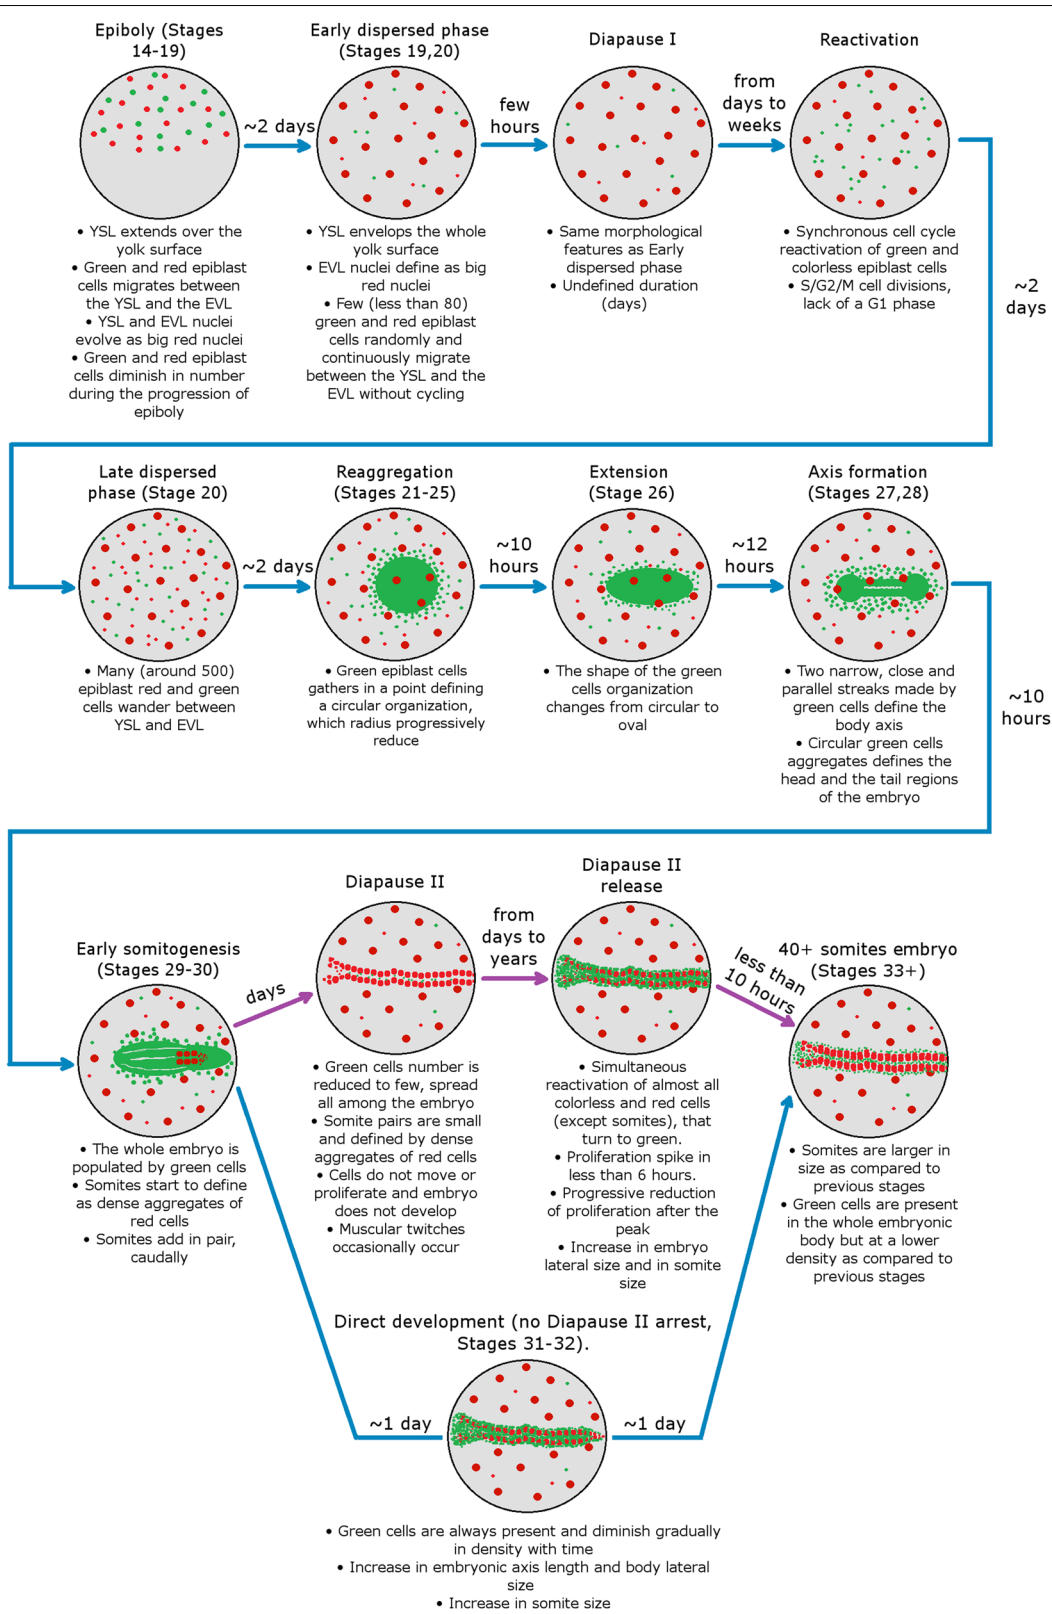 Epiboly (Stages
14-19)
Early dispersed phase
(Stages 19,20)
Diapause I
Reactivation
~2 days
few
hours
from
days to
weeks
• YSL extends over the
yolk surface
• Green and red epiblast
cells migrates between
the YSL and the EVL
• YSL and EVL nuclei
evolve as big red nuclei
• Green and red epiblast
cells diminish in number
during the progression of
epiboly
• YSL envelops the whole
yolk surface
• EVL nuclei define as big
red nuclei
• Few (less than 80)
green and red epiblast
cells randomly and
continuously migrate
between the YSL and the
EVL without cycling
• Same morphological
features as Early
dispersed phase
• Undefined duration
(days)
• Synchronous cell cycle
reactivation of green and
colorless epiblast cells
• S/G2/M cell divisions,
lack of a G1 phase
~2
days
Late dispersed
phase (Stage 20)
Reaggregation
(Stages 21-25)
Extension
(Stage 26)
Axis formation
(Stages 27,28)
~2 days
~10
hours
~12
hours
• Many (around 500)
epiblast red and green
cells wander between
YSL and EVL
• Green epiblast cells
gathers in a point defining
a circular organization,
which radius progressively
reduce
• The shape of the green
cells organization
changes from circular to
oval
• Two narrow, close and
parallel streaks made by
green cells define the
body axis
• Circular green cells
aggregates defines the
head and the tail regions
of the embryo
~10
hours
Early somitogenesis
(Stages 29-30)
Diapause II
Diapause II
release
40+ somites embryo
(Stages 33+)
days
from
days to
years
less than
10 hours
• The whole embryo is
populated by green cells
• Somites start to define
as dense aggregates of
red cells
• Somites add in pair,
caudally
• Green cells number is
reduced to few, spread
all among the embryo
• Somite pairs are small
and defined by dense
aggregates of red cells
• Cells do not move or
proliferate and embryo
does not develop
• Muscular twitches
occasionally occur
• Simultaneous
reactivation of almost all
colorless and red cells
(except somites), that
turn to green.
• Proliferation spike in
less than 6 hours.
• Progressive reduction
of proliferation after the
peak
• Increase in embryo
lateral size and in somite
size
• Somites are larger in
size as compared to
previous stages
• Green cells are present
in the whole embryonic
body but at a lower
density as compared to
previous stages
Direct development (no Diapause II arrest,
Stages 31-32).
~1 day
~1 day
• Green cells are always present and diminish gradually
in density with time
• Increase in embryonic axis length and body lateral
size
• Increase in somite size